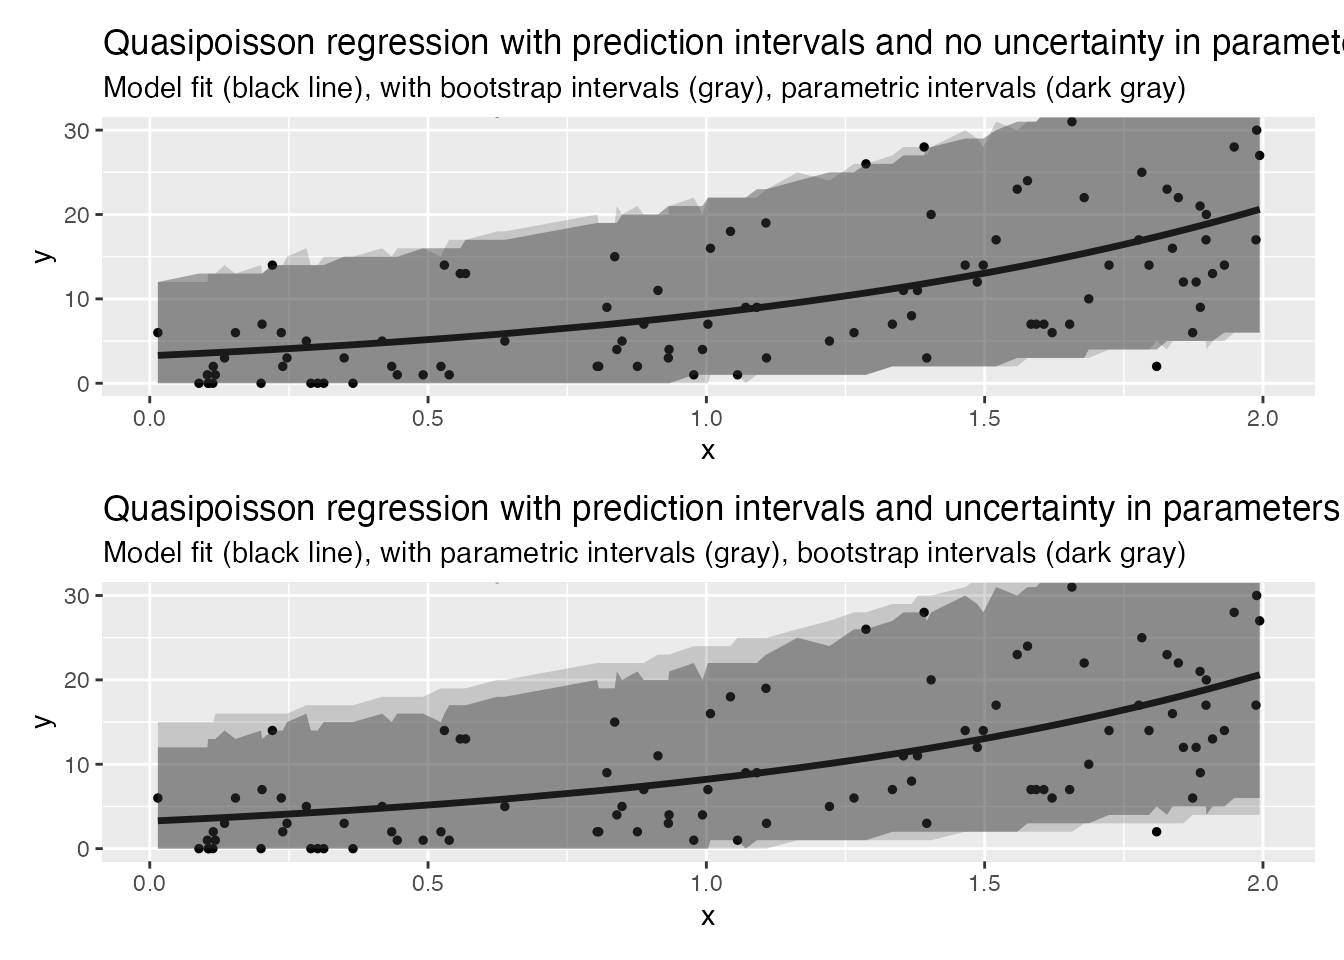 Quasipoisson regression with prediction intervals and no uncertainty in paramet
Model fit (black line), with bootstrap intervals (gray), parametric intervals (dark gray)
y
30
20
10
0
0.0 0.5 1.0 1.5 2.0
x
Quasipoisson regression with prediction intervals and uncertainty in parameters
Model fit (black line), with parametric intervals (gray), bootstrap intervals (dark gray)
y
30
20
10
0
0.0 0.5 1.0 1.5 2.0
x